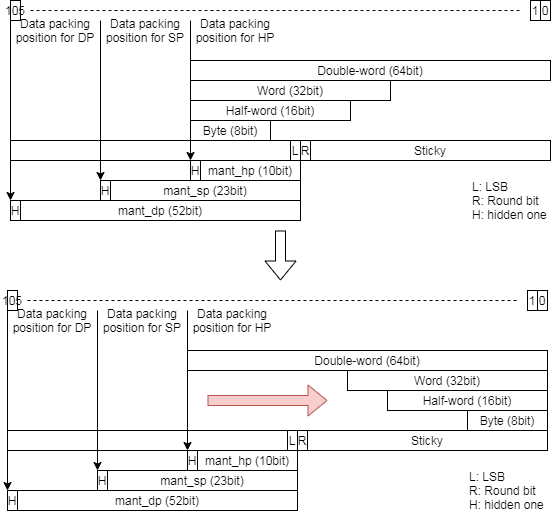 105 1 0
Data packing Data packing Data packing
position for DP position for SP position for HP
Double-word (64bit)
Word (32bit)
Half-word (16bit)
Byte (8bit)
L R Sticky
H mant_hp (10bit)
H mant_sp (23bit)
H mant_dp (52bit)
L: LSB
R: Round bit
H: hidden one
105 1 0
Data packing Data packing Data packing
position for DP position for SP position for HP
Double-word (64bit)
Word (32bit)
Half-word (16bit)
Byte (8bit)
L R Sticky
H mant_hp (10bit)
H mant_sp (23bit)
H mant_dp (52bit)
L: LSB
R: Round bit
H: hidden one